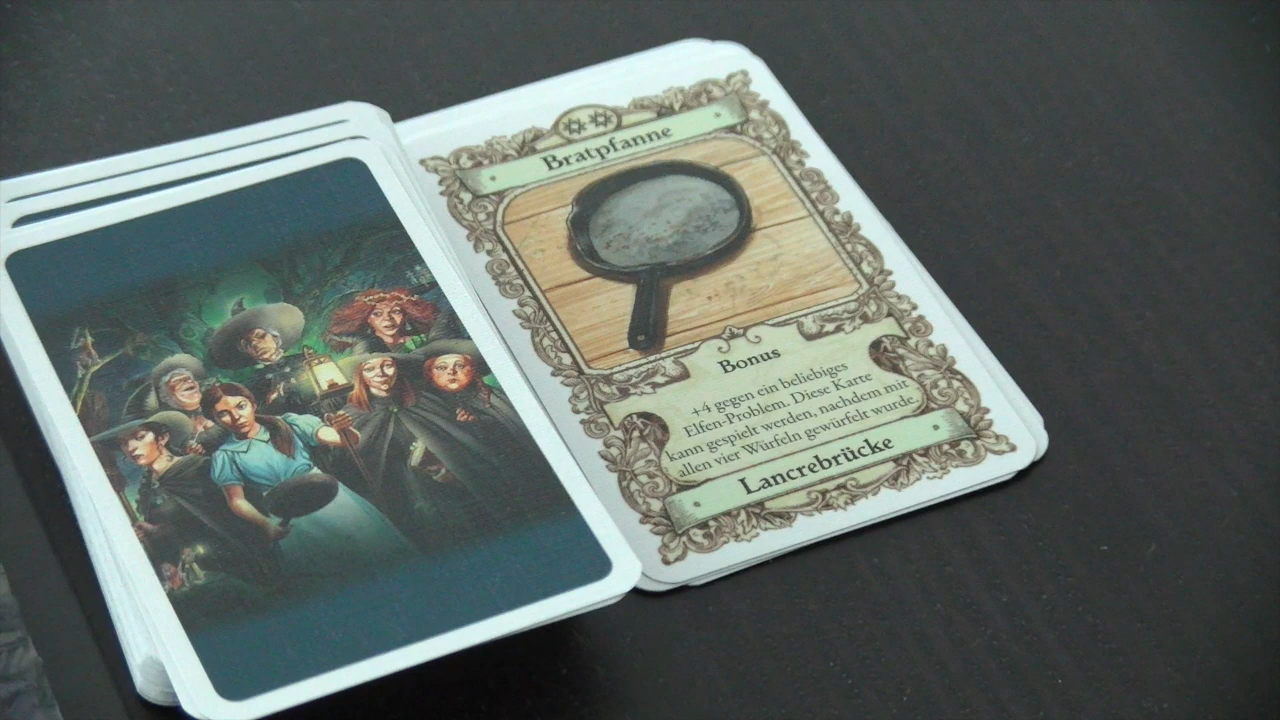 Bratpfanne
Bonus
+4 gegen ein beliebiges
Elfen-Problem. Diese Karte
kann gespielt werden, nachdem mit
allen vier Würfeln gewürfelt wurde.
Lancrebrücke